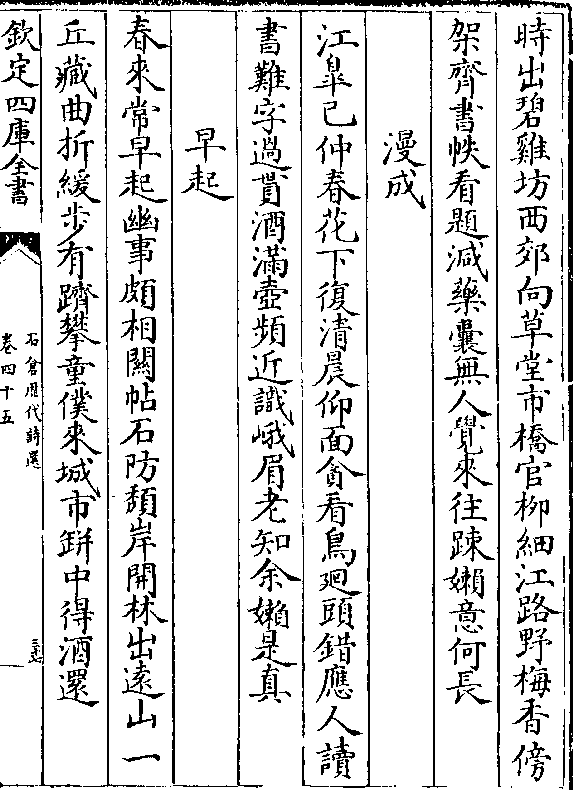 時出碧雞坊西郊向草堂市橋官柳細江路野梅香傍
架齊書帙看題減藥囊無人覺來往踈嬾意何長
漫成
江臯已仲春花下復清晨仰面貪看鳥廻頭錯應人讀
書難字過貰酒滿壺頻近識峨眉老知余嬾是真
早起
春來常早起幽事頗相關帖石防頽岸開林出遠山一
丘藏曲折緩步有躋攀童僕來城市缾中得酒還
欽定四庫全書
石倉歴代詩選
卷四十五